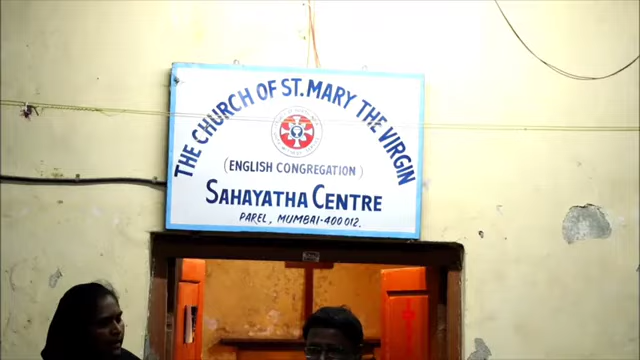 THE CHURCH OF ST. MARY THE VIRGIN
(ENGLISH CONGREGATION)
SAHAYATHA CENTRE
PAREL, MUMBAI-400 012.